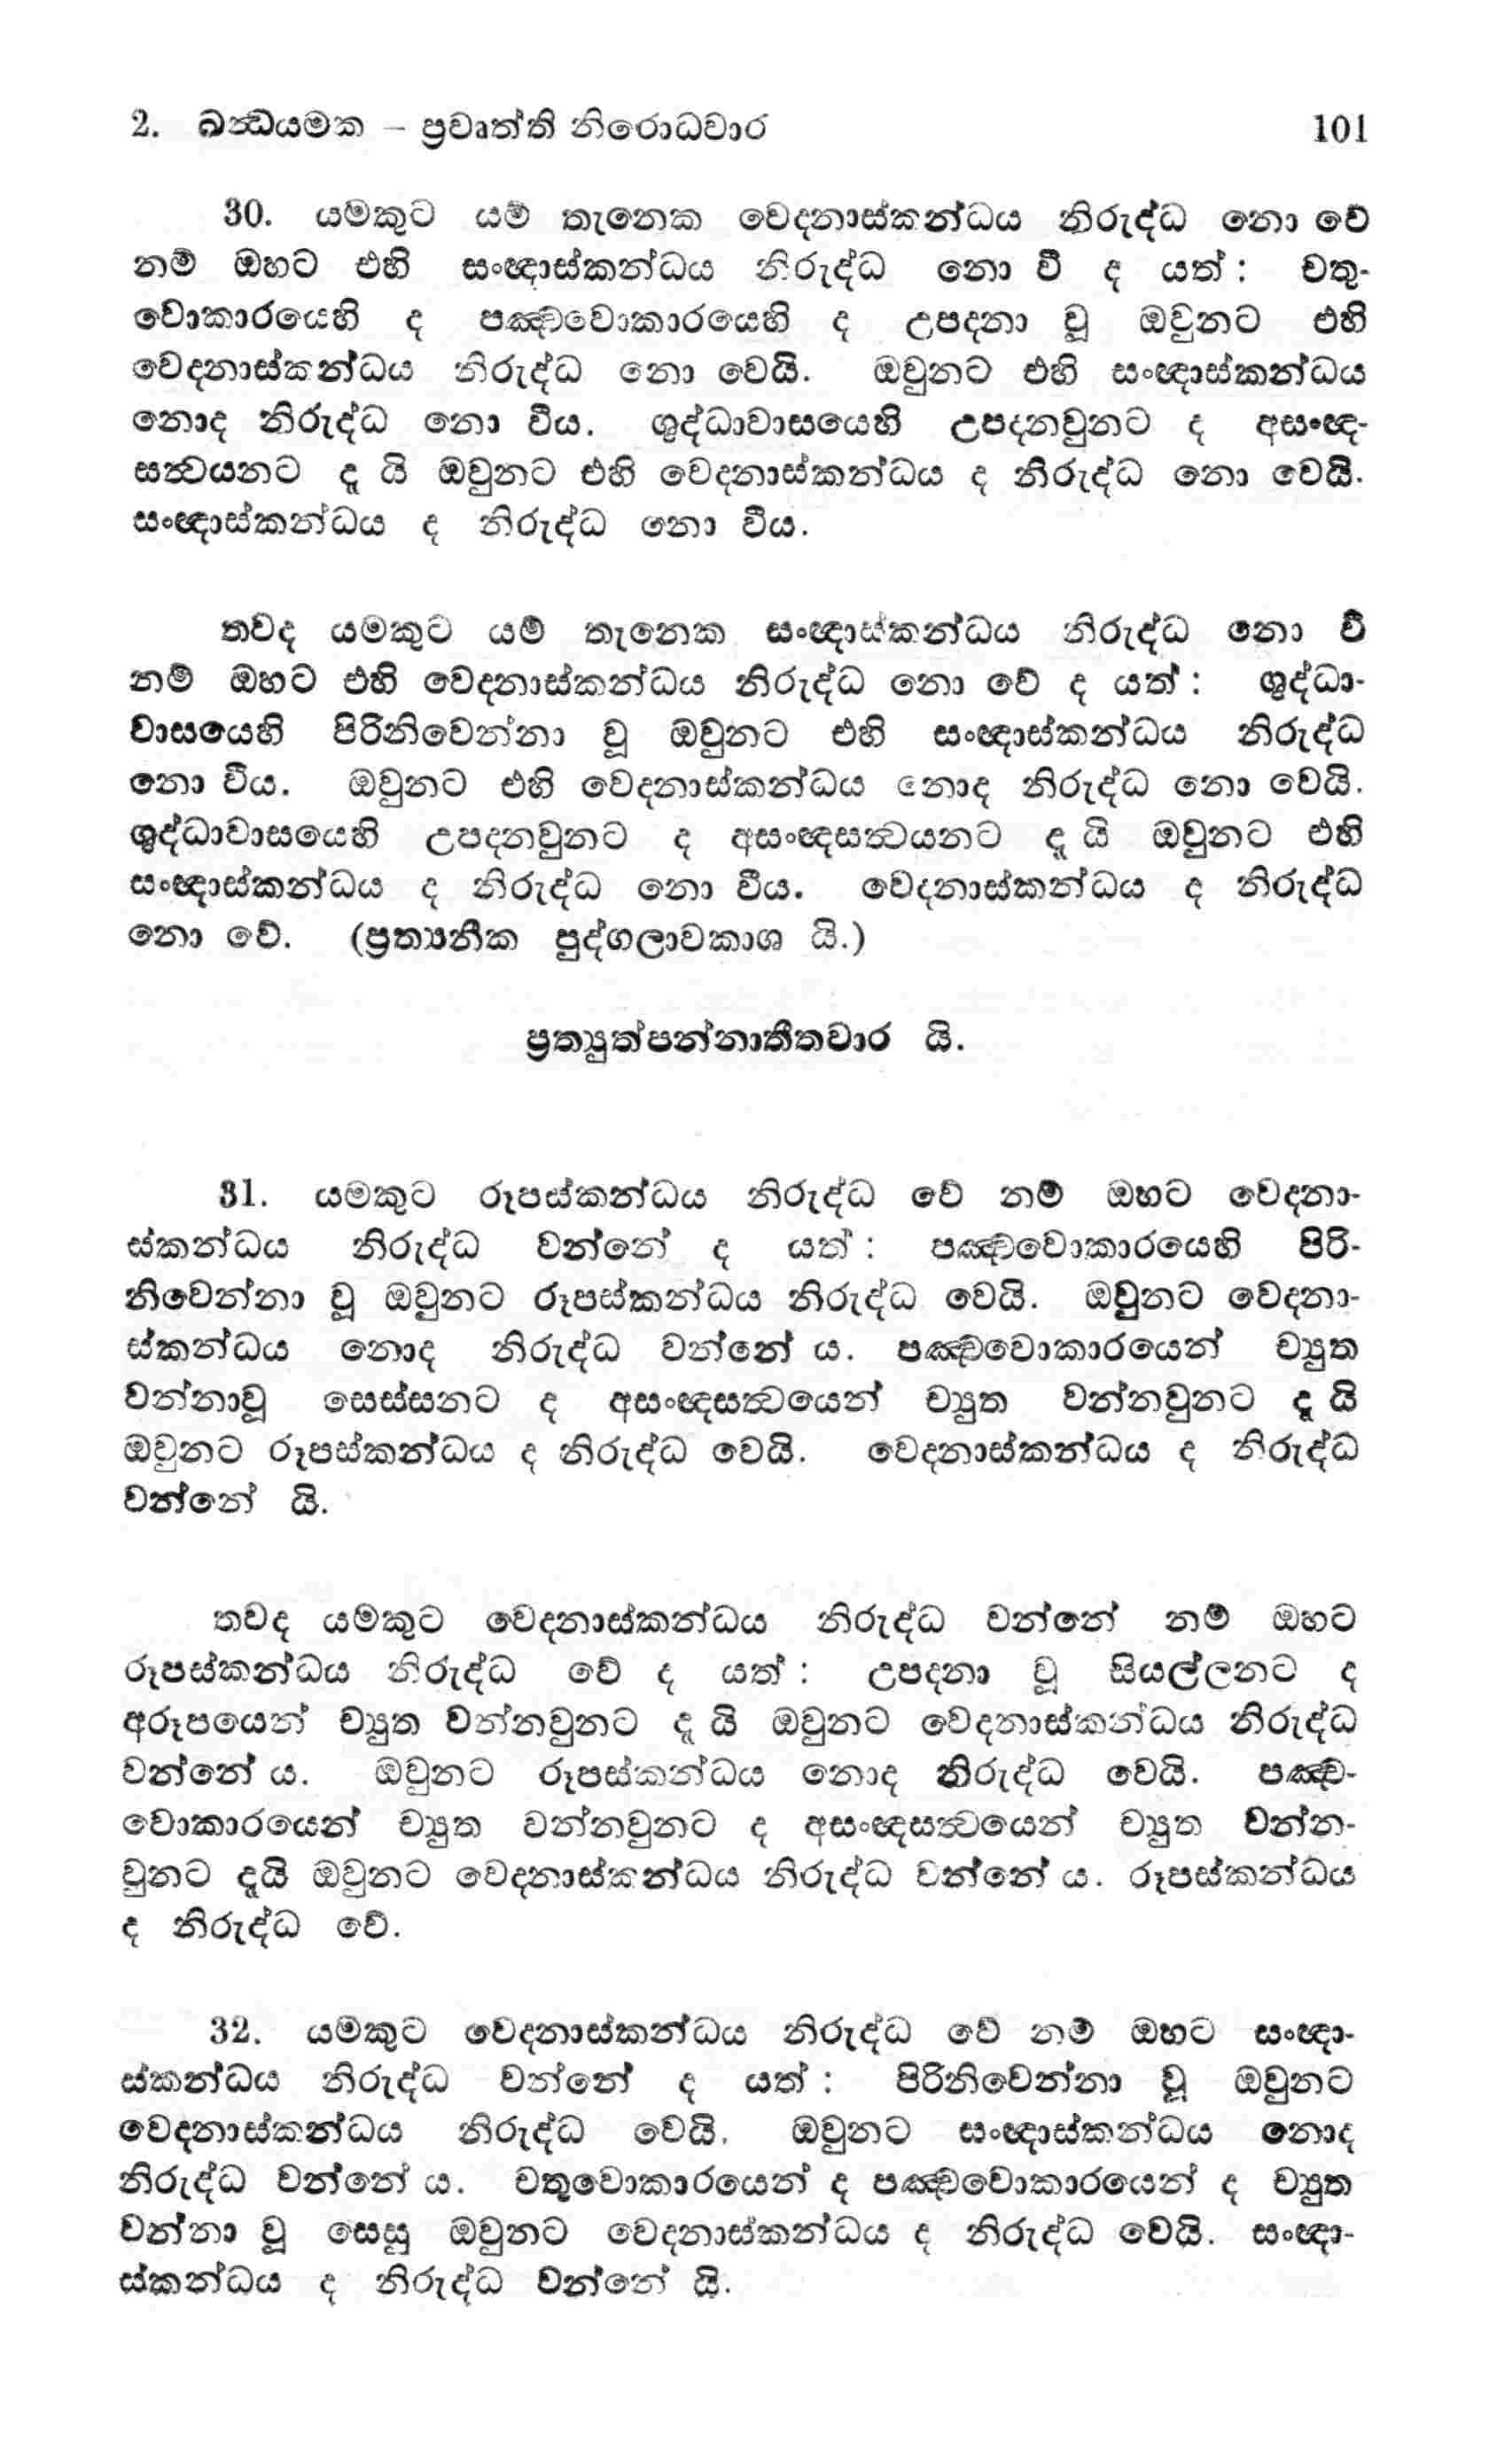 2. ඛන්‍ධයමක – ප්‍රවෘත්ති නිරොධවාර 101
30. යමකුට යම් තැනෙක වෙදනාස්කන්ධය නිරුද්ධ නො වේ
නම් ඔහට එහි සංඥාස්කන්ධය නිරුද්ධ නො වී ද යත් : චතු-
වොකාරයෙහි ද පඤ්චවොකාරයෙහි ද උපදනා වූ ඔවුනට එහි
වෙදනාස්කන්ධය නිරුද්ධ නො වෙයි. ඔවුනට එහි සංඥාස්කන්ධය
නොද නිරුද්ධ නො වීය. ශුද්ධාවාසයෙහි උපදනවුනට ද අසංඥ-
සත්‍වයනට දු යි ඔවුනට එහි වෙදනාස්කන්ධය ද නිරුද්ධ නො වෙයි.
සංඥාස්කන්ධය ද නිරුද්ධ නො වීය.
තවද යමකුට යම් තැනෙක සංඥාස්කන්ධය නිරුද්ධ නො වී
නම් ඔහට එහි වෙදනාස්කන්ධය නිරුද්ධ නො වේ ද යත් : ශුද්ධා-
වාසයෙහි පිරිනිවෙන්නා වූ ඔවුනට එහි සංඥාස්කන්ධය නිරුද්ධ
නො වීය. ඔවුනට එහි වෙදනාස්කන්ධය නොද නිරුද්ධ නො වෙයි.
ශුද්ධාවාසයෙහි උපදනවුනට ද අසංඥසත්‍වයනට දු යි ඔවුනට එහි
සංඥාස්කන්ධය ද නිරුද්ධ නො වීය. වෙදනාස්කන්ධය ද නිරුද්ධ
නො වේ. (ප්‍රත්‍යනීක පුද්ගලාවකාශ යි.)
ප්‍රත්‍යුත්පන්නාතීතවාර යි.
31. යමකුට රූපස්කන්ධය නිරුද්ධ වේ නම් ඔහට වෙදනා-
ස්කන්ධය නිරුද්ධ වන්නේ ද යත් : පඤ්චවොකාරයෙහි පිරි-
නිවෙන්නා වූ ඔවුනට රූපස්කන්ධය නිරුද්ධ වෙයි. ඔවුනට වෙදනා-
ස්කන්ධය නොද නිරුද්ධ වන්නේ ය. පඤ්චවොකාරයෙන් ච්‍යුත
වන්නාවූ සෙස්සනට ද අසංඥසත්‍වයෙන් ච්‍යුත වන්නවුනට දු යි
ඔවුනට රූපස්කන්ධය ද නිරුද්ධ වෙයි. වෙදනාස්කන්ධය ද නිරුද්ධ
වන්නේ යි.
තවද යමකුට වෙදනාස්කන්ධය නිරුද්ධ වන්නේ නම් ඔහට
රූපස්කන්ධය නිරුද්ධ වේ ද යත් : උපදනා වූ සියල්ලනට ද
අරූපයෙන් ච්‍යුත වන්නවුනට දු යි ඔවුනට වෙදනාස්කන්ධය නිරුද්ධ
වන්නේ ය. ඔවුනට රූපස්කන්ධය නොද නිරුද්ධ වෙයි. පඤ්ච-
වොකාරයෙන් ච්‍යුත වන්නවුනට ද අසංඥසත්‍වයෙන් ච්‍යුත වන්න-
වුනට දුයි ඔවුනට වෙදනාස්කන්ධය නිරුද්ධ වන්නේ ය. රූපස්කන්ධය
ද නිරුද්ධ වේ.
32. යමකුට වෙදනාස්කන්ධය නිරුද්ධ වේ නම් ඔහට සංඥා-
ස්කන්ධය නිරුද්ධ වන්නේ ද යත් : පිරිනිවෙන්නා වූ ඔවුනට
වෙදනාස්කන්ධය නිරුද්ධ වෙයි. ඔවුනට සංඥාස්කන්ධය නොද
නිරුද්ධ වන්නේ ය. චතුවොකාරයෙන් ද පඤ්චවොකාරයෙන් ද ච්‍යුත
වන්නා වූ සෙසු ඔවුනට වෙදනාස්කන්ධය ද නිරුද්ධ වෙයි. සංඥා-
ස්කන්ධය ද නිරුද්ධ වන්නේ යි.